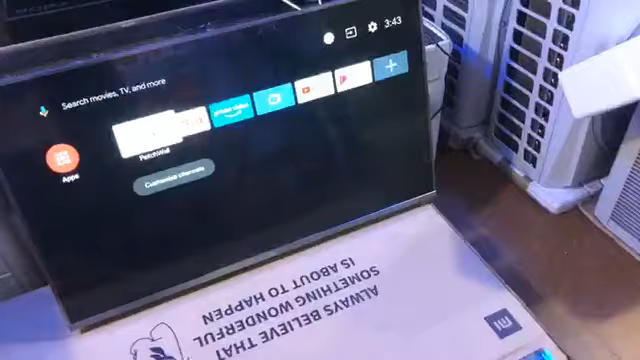 3:43
Search movies, TV, and more
prime video
Apps
PatchWall
Customise channels
ALWAYS BELIEVE THAT
SOMETHING WONDERFUL
IS ABOUT TO HAPPEN
mi